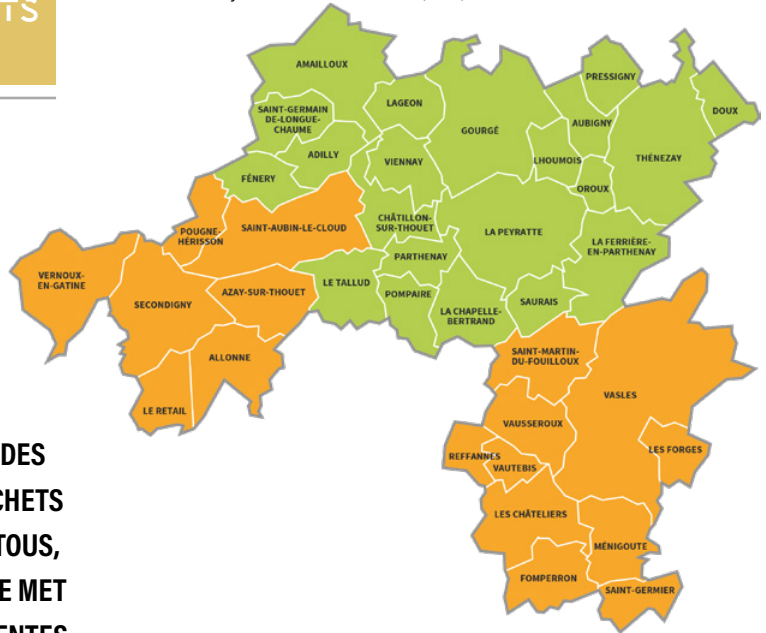 TS
AMAILLOUX
PRESSIGNY
LAGEON
DOUX
SAINT-GERMAIN
DE-LONGUE-
CHAUME
GOURGÉ
AUBIGNY
ADILLY
VIENNAY
LHOUMOIS
THÉNEZAY
FÉNERY
OROUX
POUGNE-
HÉRISSON
SAINT-AUBIN-LE-CLOUD
CHÂTILLON-
SUR-THOUET
LA PEYRATTE
LA FERRIÈRE-
EN-PARTHENAY
PARTHENAY
VERNOUX-
EN-GATINE
SECONDIGNY
AZAY-SUR-THOUET
LE TALLUD
POMPAIRE
SAURAIS
LA CHAPELLE-
BERTRAND
ALLONNE
SAINT-MARTIN-
DU-FOUILLOUX
LE RETAIL
VASLES
VAUSSEROUX
LES FORGES
REFFANNES
VAUTEBIS
LES CHÂTELIERS
MÉNIGOUTE
FOMPERRON
SAINT-GERMIER
DES
CHETS
TOUS,
E MET
ENTES